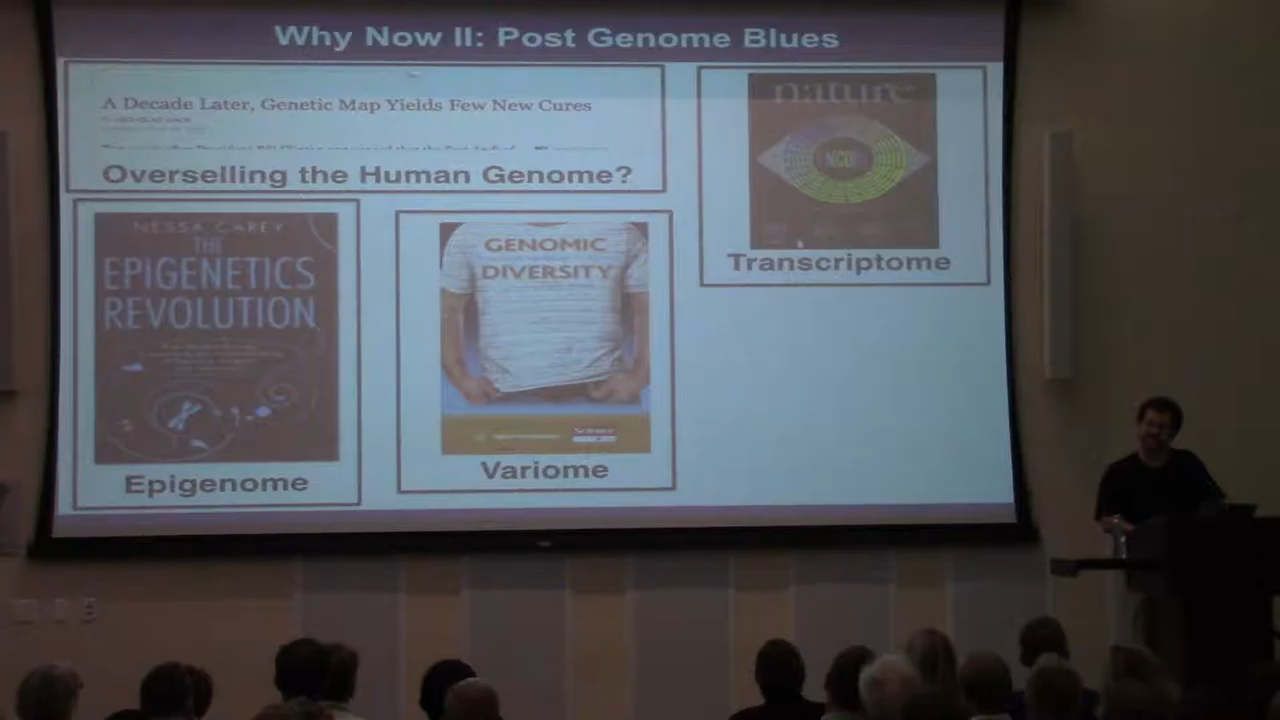 Why Now II: Post Genome Blues
A Decade Later, Genetic Map Yields Few New Cures
Overselling the Human Genome?
NESSA CAREY
THE
EPIGENETICS
REVOLUTION
Epigenome
GENOMIC
DIVERSITY
Science
Variome
nature
Transcriptome